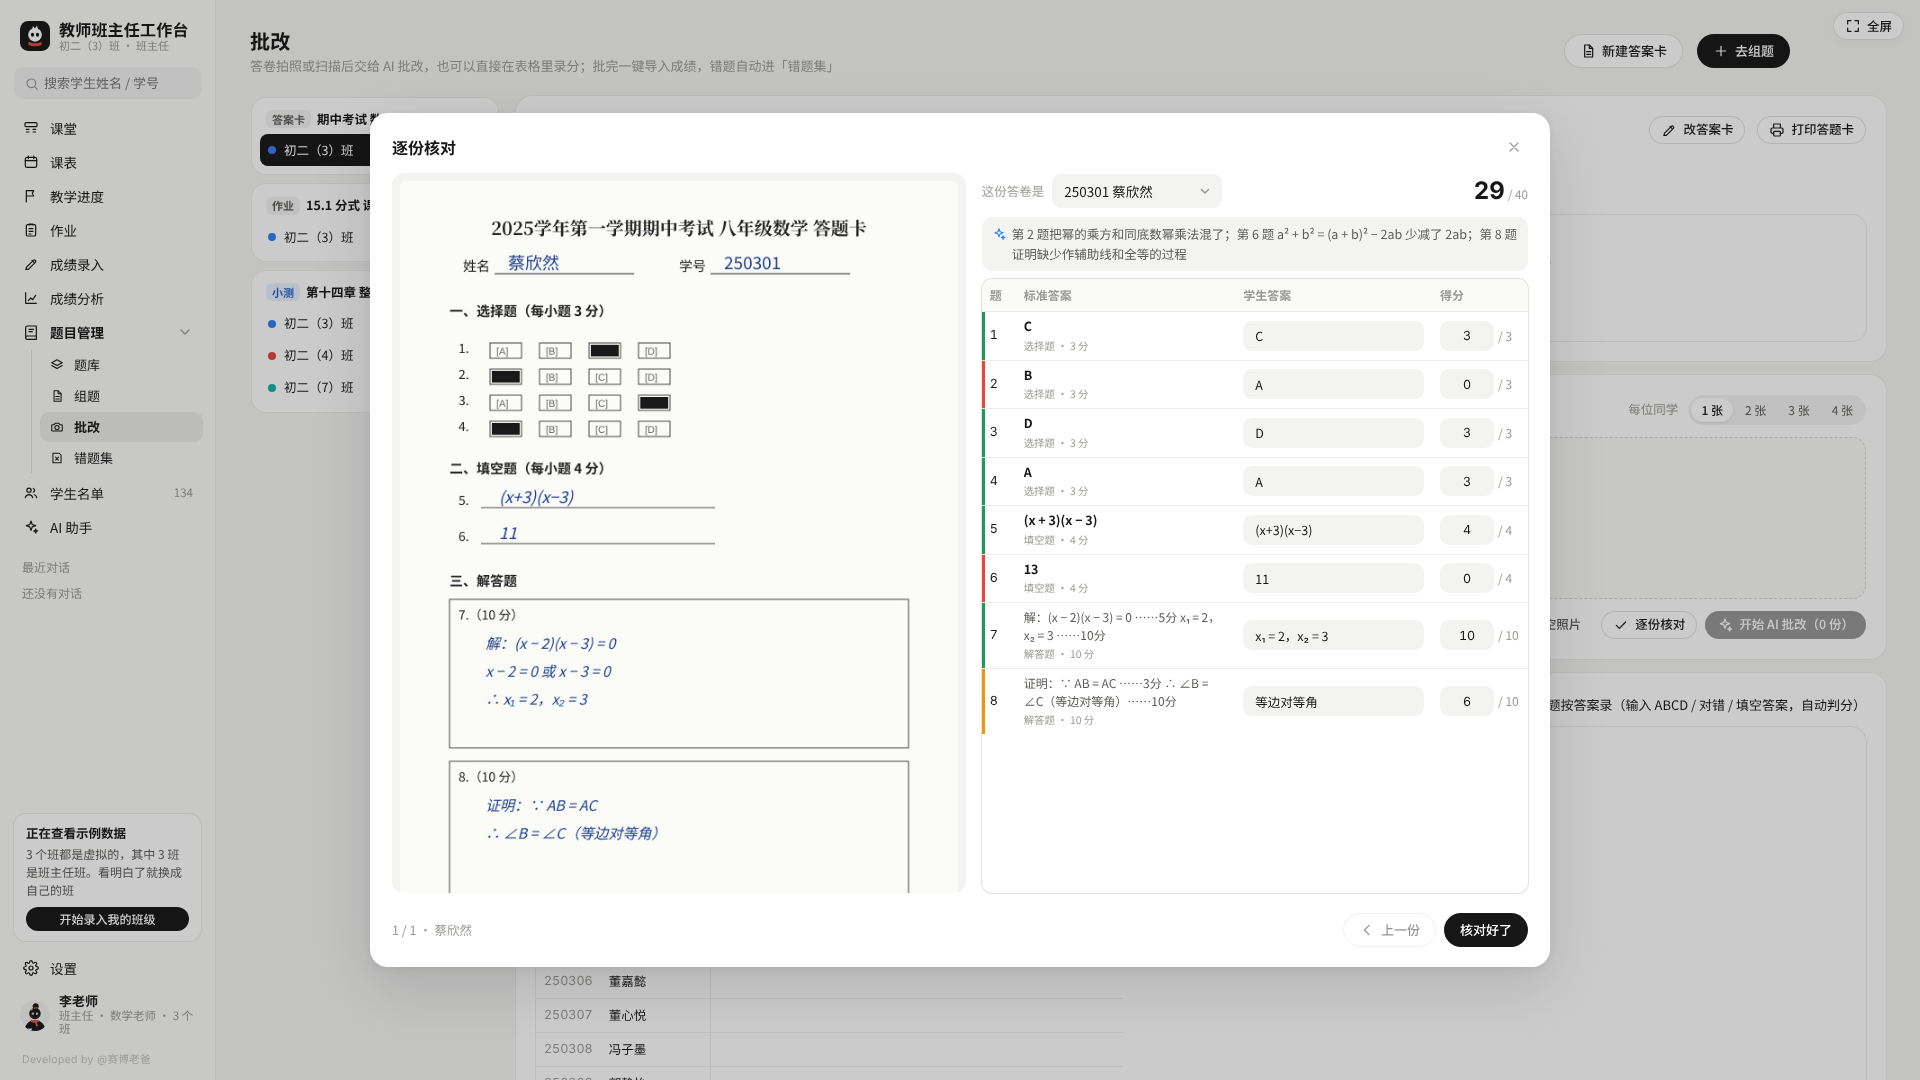 教师班主任工作台
初二（3）班 · 班主任
搜索学生姓名 / 学号
课堂
课表
教学进度
作业
成绩录入
成绩分析
题目管理
题库
组题
批改
错题集
学生名单 134
AI 助手
最近对话
还没有对话
正在查看示例数据
3 个班都是虚拟的，其中 3 班
是班主任班。看明白了就换成
自己的班
开始录入我的班级
设置
李老师
班主任 · 数学老师 · 3 个
班
Developed by @赛博老爸
批改
答卷拍照或扫描后交给 AI 批改，也可以直接在表格里录分；批完一键导入成绩，错题自动进「错题集」
新建答案卡
去组题
全屏
答案卡 期中考试
初二（3）班
作业 15.1 分式
初二（3）班
小测 第十四章 整
初二（3）班
初二（4）班
初二（7）班
改答案卡
打印答题卡
每位同学 1 张 2 张 3 张 4 张
照片
逐份核对
开始 AI 批改（0 份）
题按答案录（输入 ABCD / 对错 / 填空答案，自动判分）
250306 董嘉懿
250307 董心悦
250308 冯子墨
逐份核对
2025学年第一学期期中考试 八年级数学 答题卡
姓名 蔡欣然 学号 250301
一、选择题（每小题 3 分）
1. [A] [B] [D]
2. [B] [C] [D]
3. [A] [B] [C]
4. [B] [C] [D]
二、填空题（每小题 4 分）
5. (x+3)(x−3)
6. 11
三、解答题
7.（10 分）
解：(x − 2)(x − 3) = 0
x − 2 = 0 或 x − 3 = 0
∴ x₁ = 2，x₂ = 3
8.（10 分）
证明：∵ AB = AC
∴ ∠B = ∠C（等边对等角）
这份答卷是 250301 蔡欣然 29 / 40
第 2 题把幂的乘方和同底数幂乘法混了；第 6 题 a² + b² = (a + b)² − 2ab 少减了 2ab；第 8 题
证明缺少作辅助线和全等的过程
题 标准答案 学生答案 得分
1 C C 3 / 3
选择题 · 3 分
2 B A 0 / 3
选择题 · 3 分
3 D D 3 / 3
选择题 · 3 分
4 A A 3 / 3
选择题 · 3 分
5 (x + 3)(x − 3) (x+3)(x−3) 4 / 4
填空题 · 4 分
6 13 11 0 / 4
填空题 · 4 分
解：(x − 2)(x − 3) = 0 ⋯⋯5分 x₁ = 2，
7 x₂ = 3 ⋯⋯10分 x₁ = 2，x₂ = 3 10 / 10
解答题 · 10 分
证明：∵ AB = AC ⋯⋯3分 ∴ ∠B =
8 ∠C（等边对等角）⋯⋯10分 等边对等角 6 / 10
解答题 · 10 分
1 / 1 · 蔡欣然
上一份
核对好了